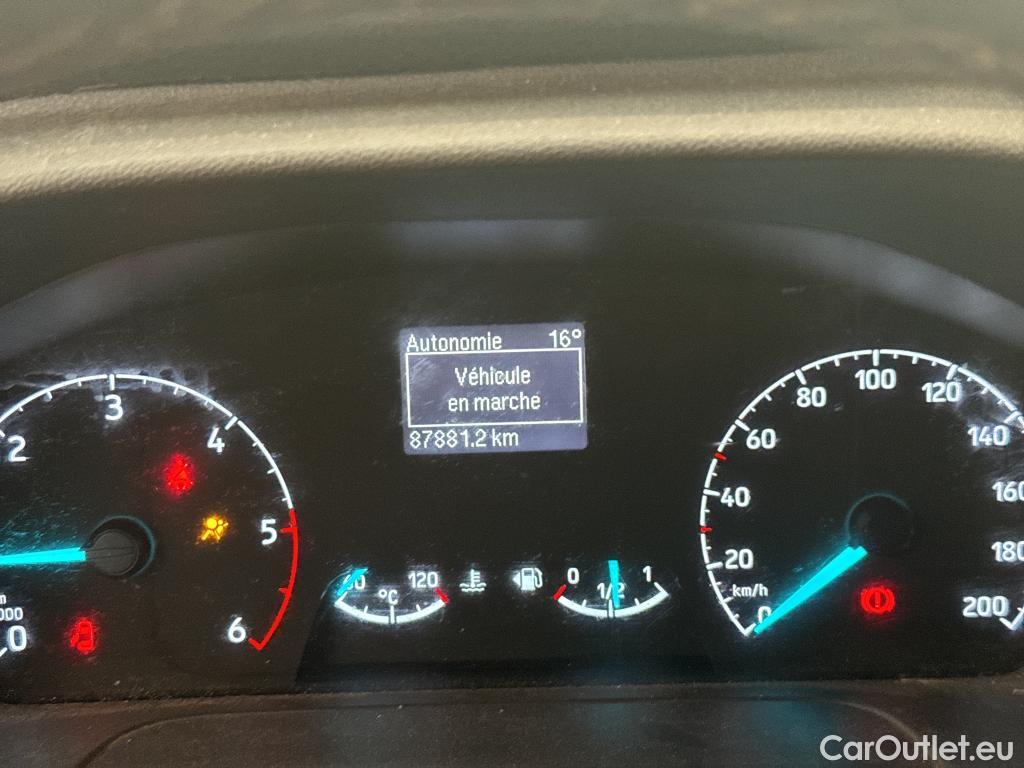 Autonomie 16°
Véhicule
en marche
87881.2 km
2 3 4 5 6
0
120
°C
0 1/2 1
0 20 40 60 80 100 120 140 160 180 200
km/h
CarOutlet.eu